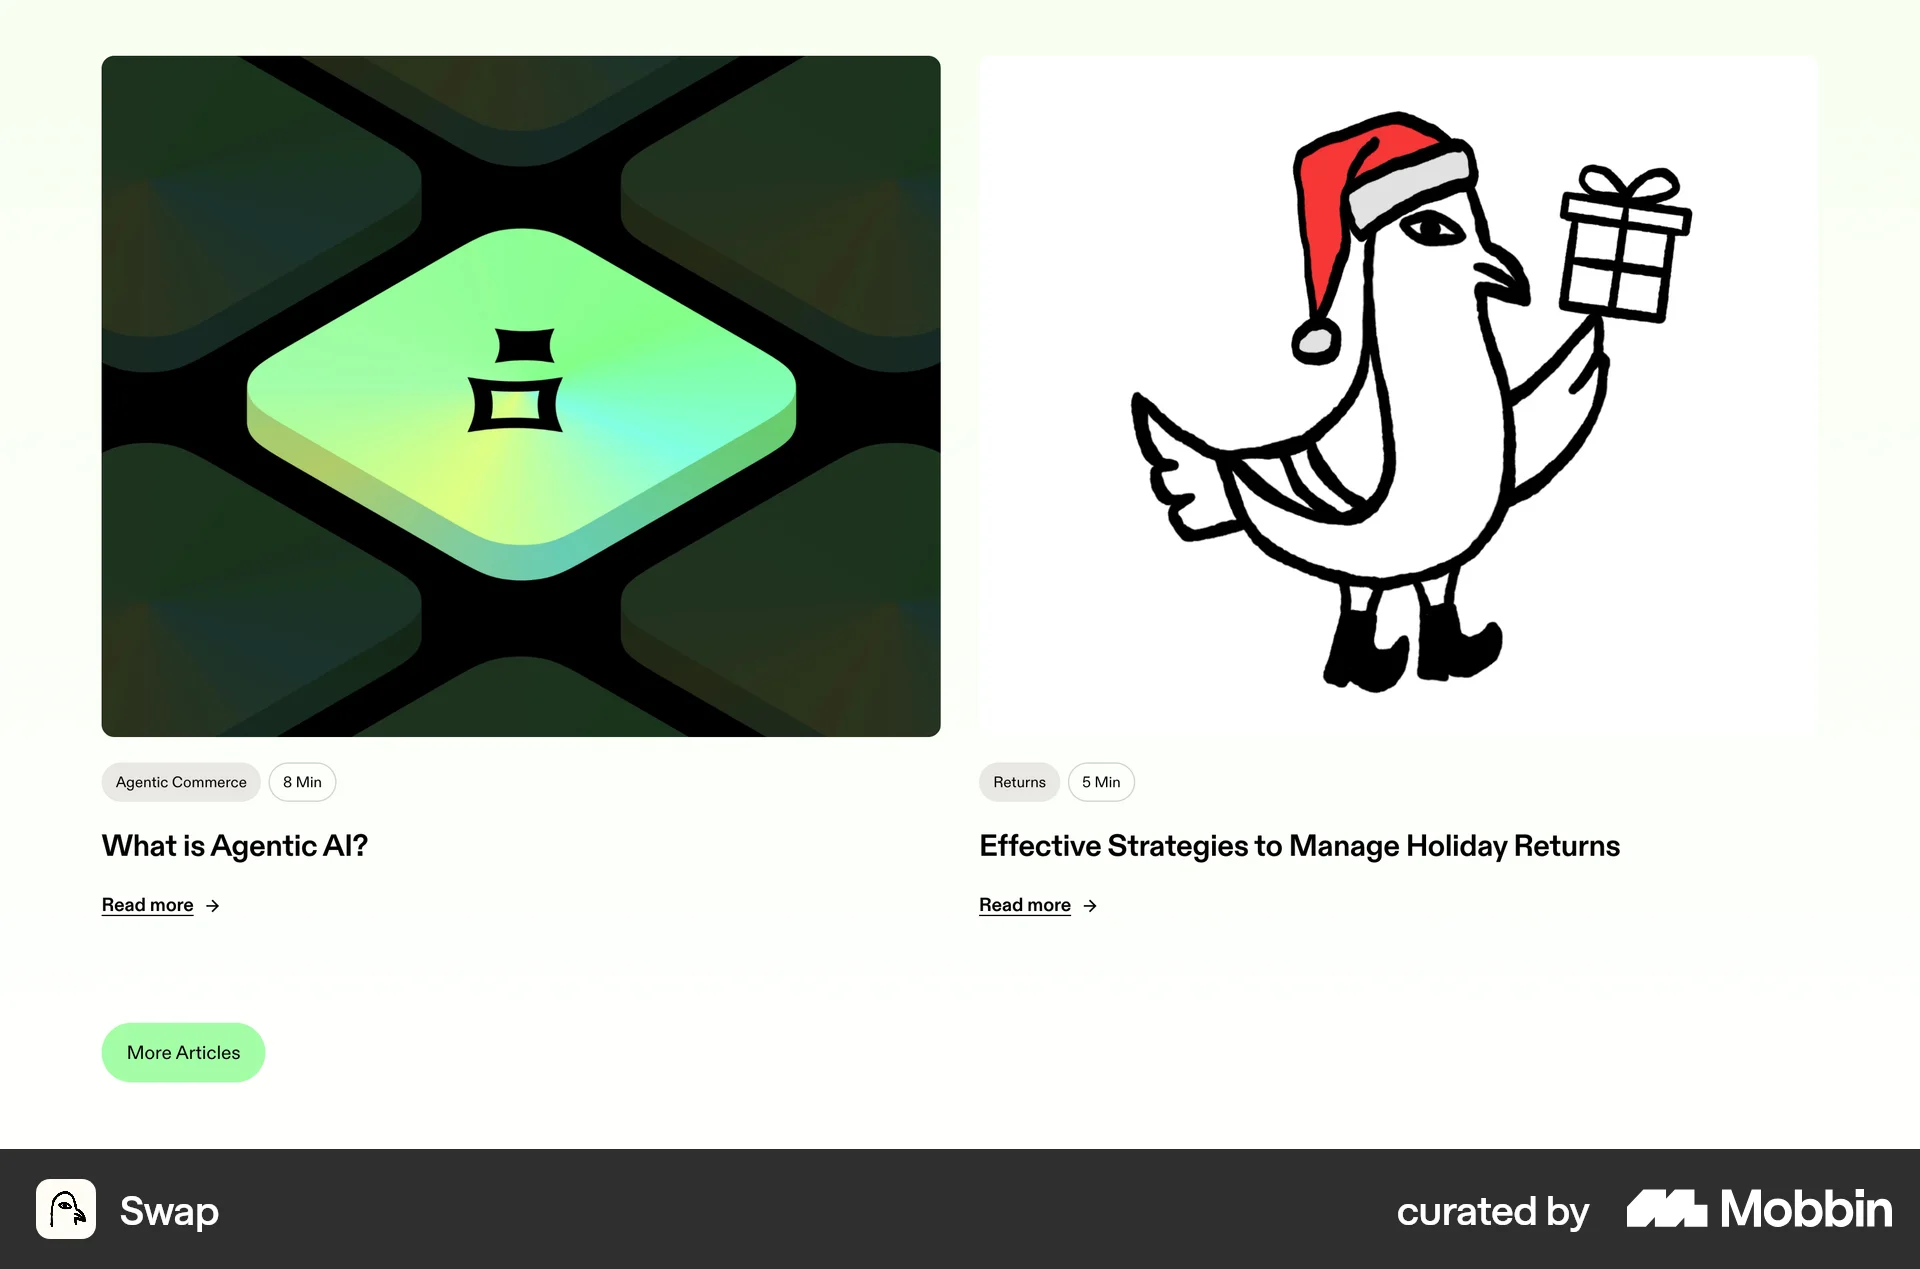 Agentic Commerce
8 Min
What is Agentic AI?
Read more
Returns
5 Min
Effective Strategies to Manage Holiday Returns
Read more
More Articles
Swap
curated by Mobbin